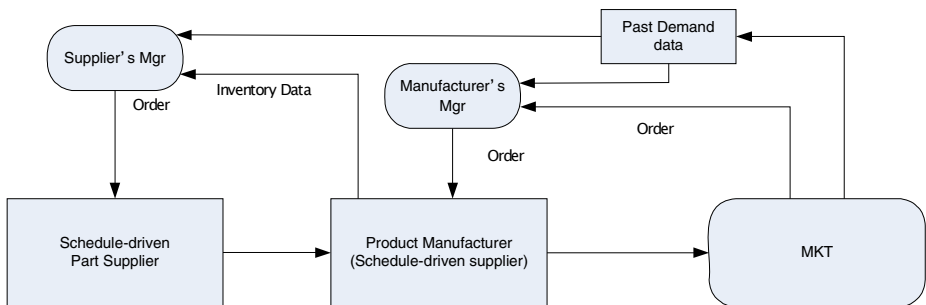 Past Demand
data
Supplier’s Mgr
Inventory Data
Manufacturer’s
Mgr
Order
Order
Order
Schedule-driven
Part Supplier
Product Manufacturer
(Schedule-driven supplier)
MKT